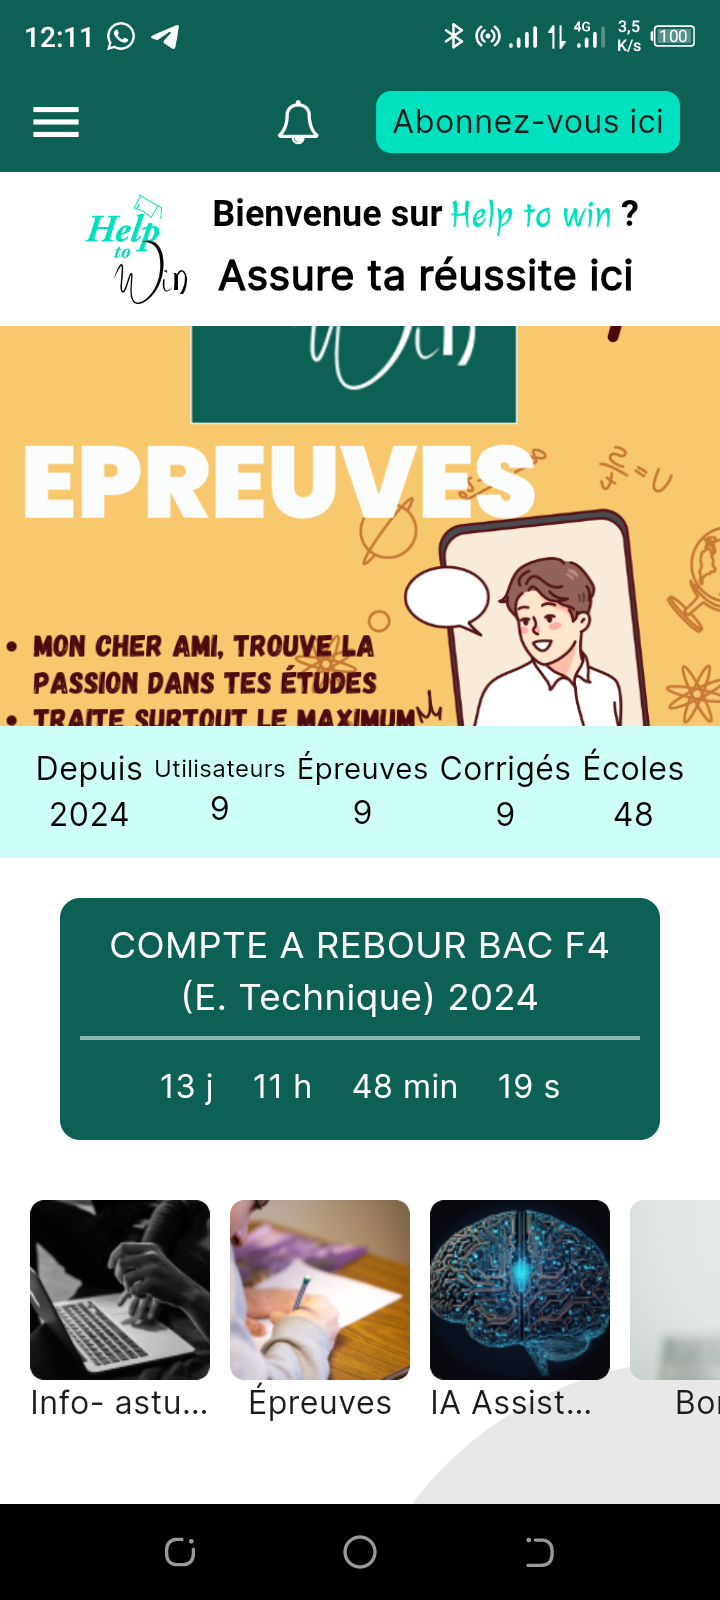 12:11 4G 3,5 K/s 100
Abonnez-vous ici
Help to Win
Bienvenue sur Help to win ?
Assure ta réussite ici
Win
EPREUVES
• MON CHER AMI, TROUVE LA
PASSION DANS TES ÉTUDES
• TRAITE SURTOUT LE MAXIMUM
Depuis Utilisateurs Épreuves Corrigés Écoles
2024 9 9 9 48
COMPTE A REBOUR BAC F4
(E. Technique) 2024
13 j 11 h 48 min 19 s
Info- astu... Épreuves IA Assist... Bo